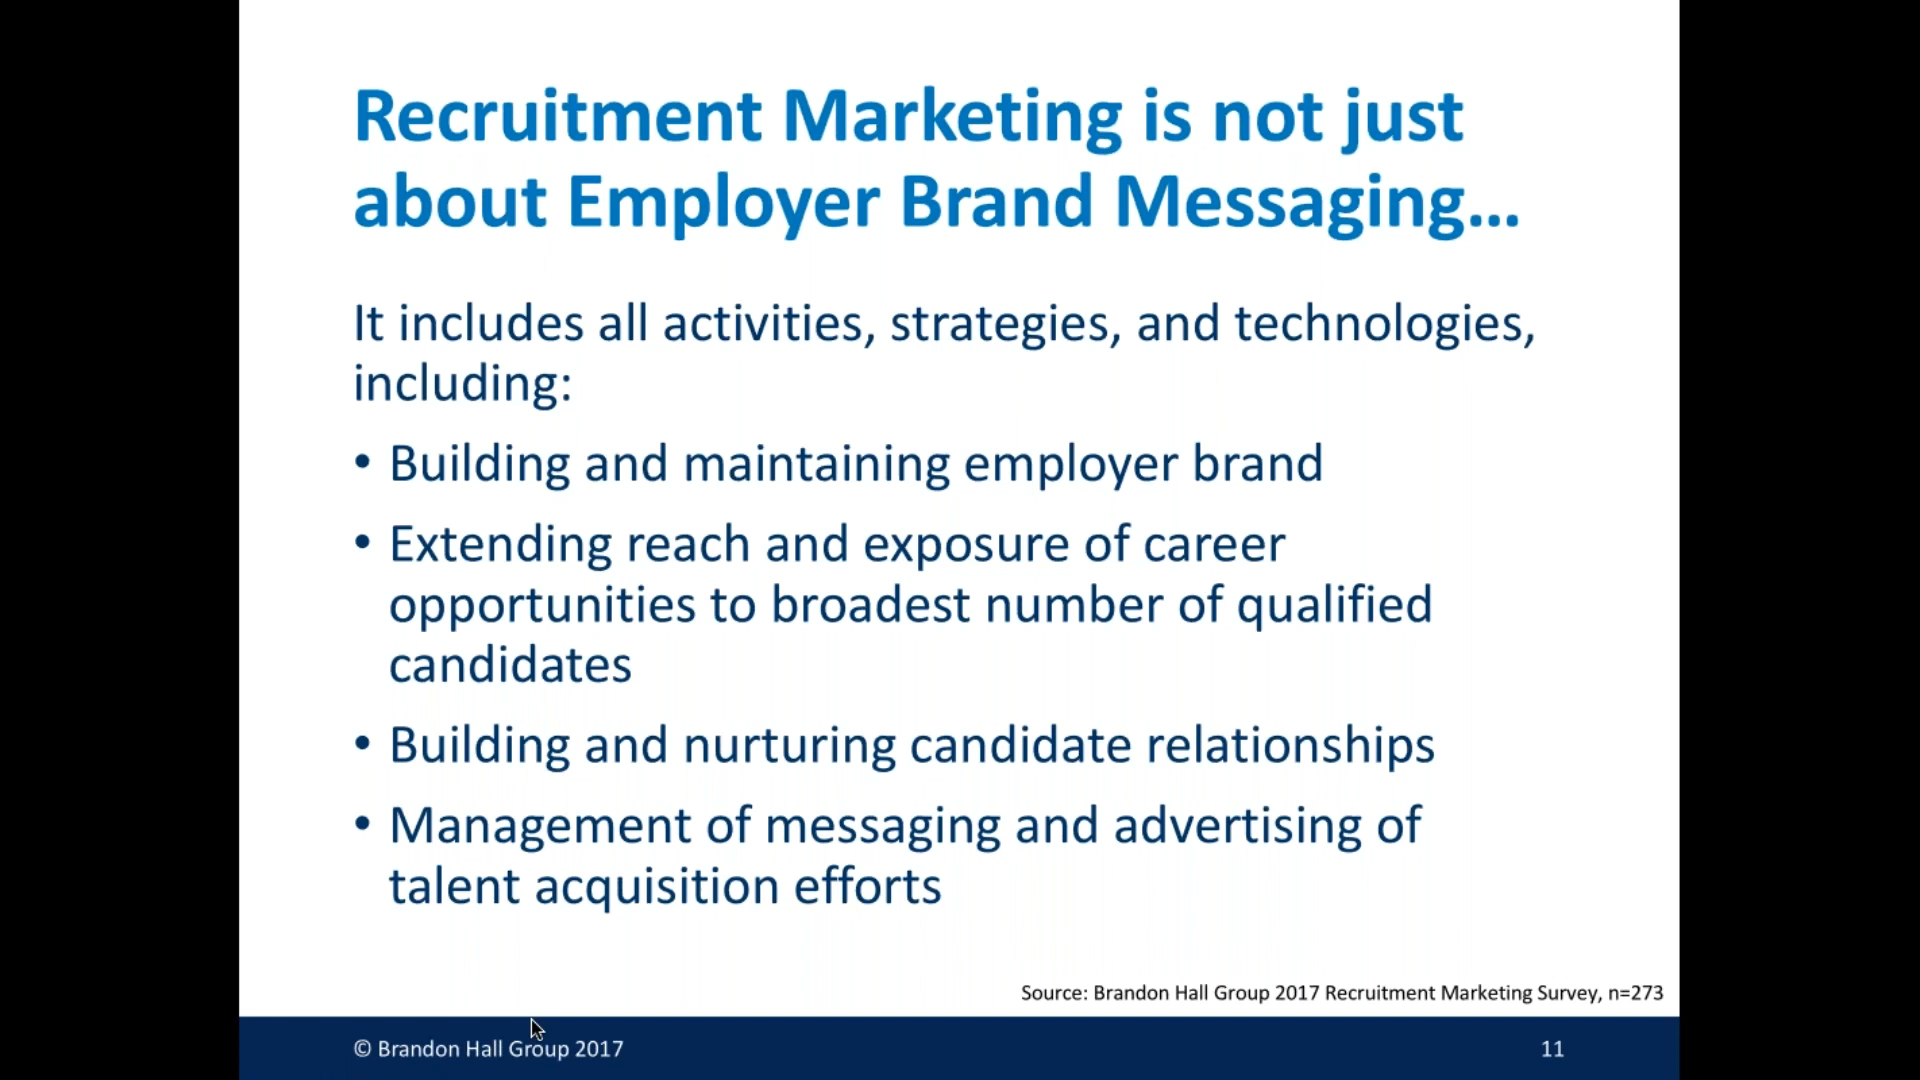 Recruitment Marketing is not just
about Employer Brand Messaging…
It includes all activities, strategies, and technologies,
including:
• Building and maintaining employer brand
• Extending reach and exposure of career
opportunities to broadest number of qualified
candidates
• Building and nurturing candidate relationships
• Management of messaging and advertising of
talent acquisition efforts
Source: Brandon Hall Group 2017 Recruitment Marketing Survey, n=273
© Brandon Hall Group 2017
11